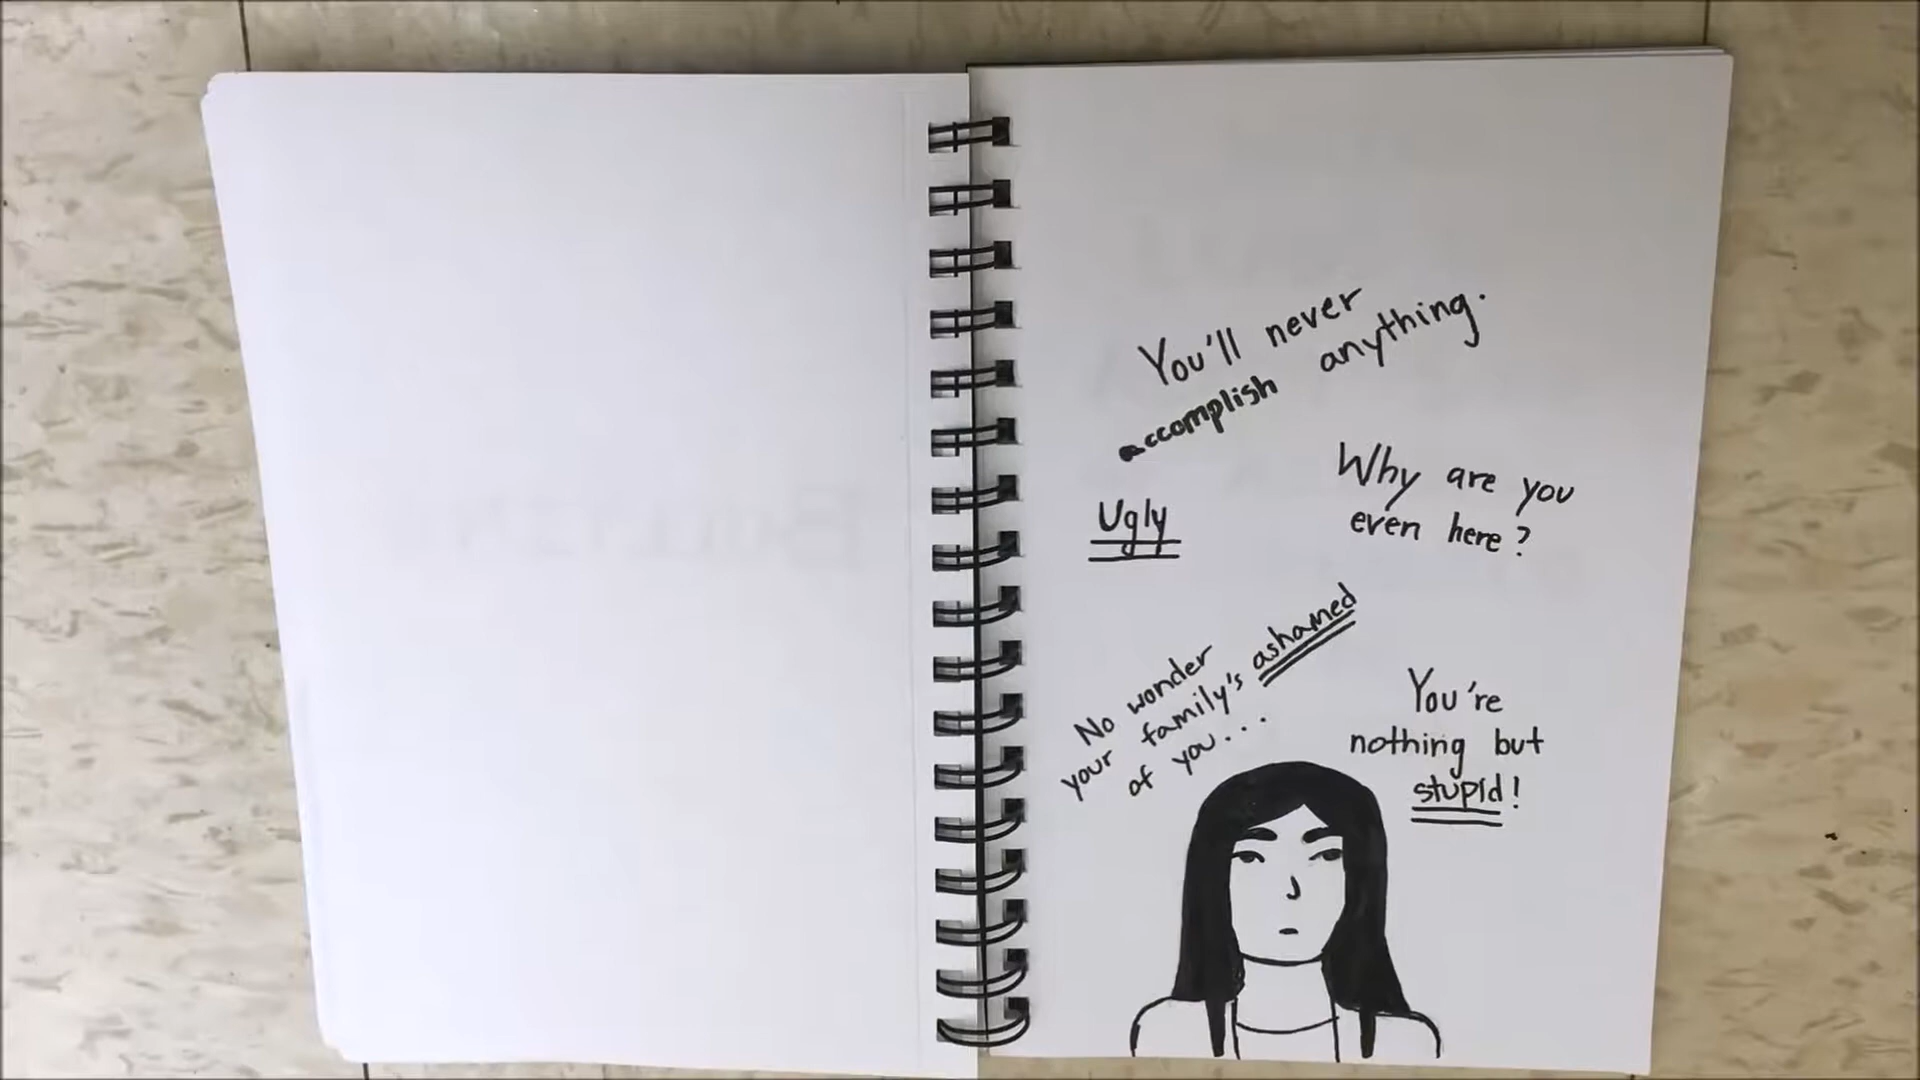 You'll never
accomplish anything.
Why are you
even here?
Ugly
No wonder
your family's ashamed
of you...
You're
nothing but
stupid!